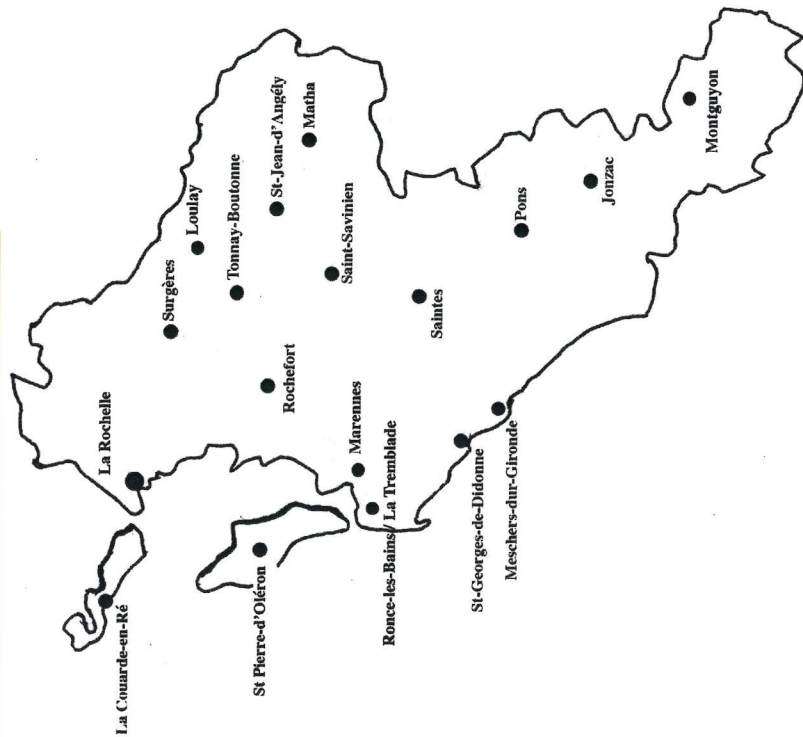 La Couarde-en-Ré
La Rochelle
Surgères
Loulay
St Pierre-d'Oléron
Rochefort
Tonnay-Boutonne
St-Jean-d'Angély
Matha
Marennes
Saint-Savinien
Ronce-les-Bains / La Tremblade
Saintes
St-Georges-de-Didonne
Meschers-dur-Gironde
Pons
Jonzac
Montguyon